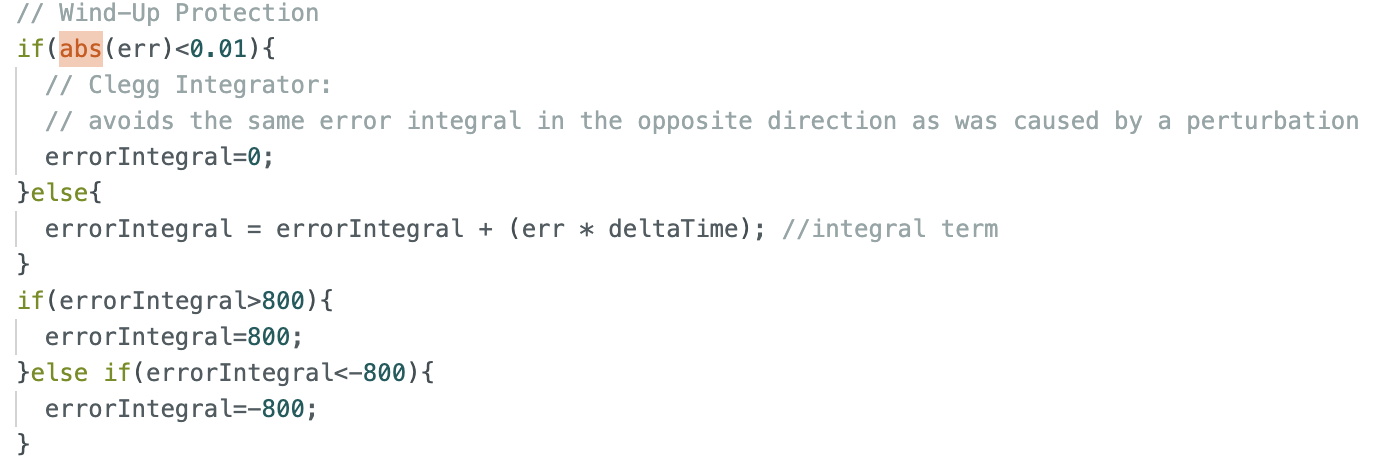 // Wind-Up Protection
if(abs(err)<0.01){
// Clegg Integrator:
// avoids the same error integral in the opposite direction as was caused by a perturbation
errorIntegral=0;
}else{
errorIntegral = errorIntegral + (err * deltaTime); //integral term
}
if(errorIntegral>800){
errorIntegral=800;
}else if(errorIntegral<-800){
errorIntegral=-800;
}